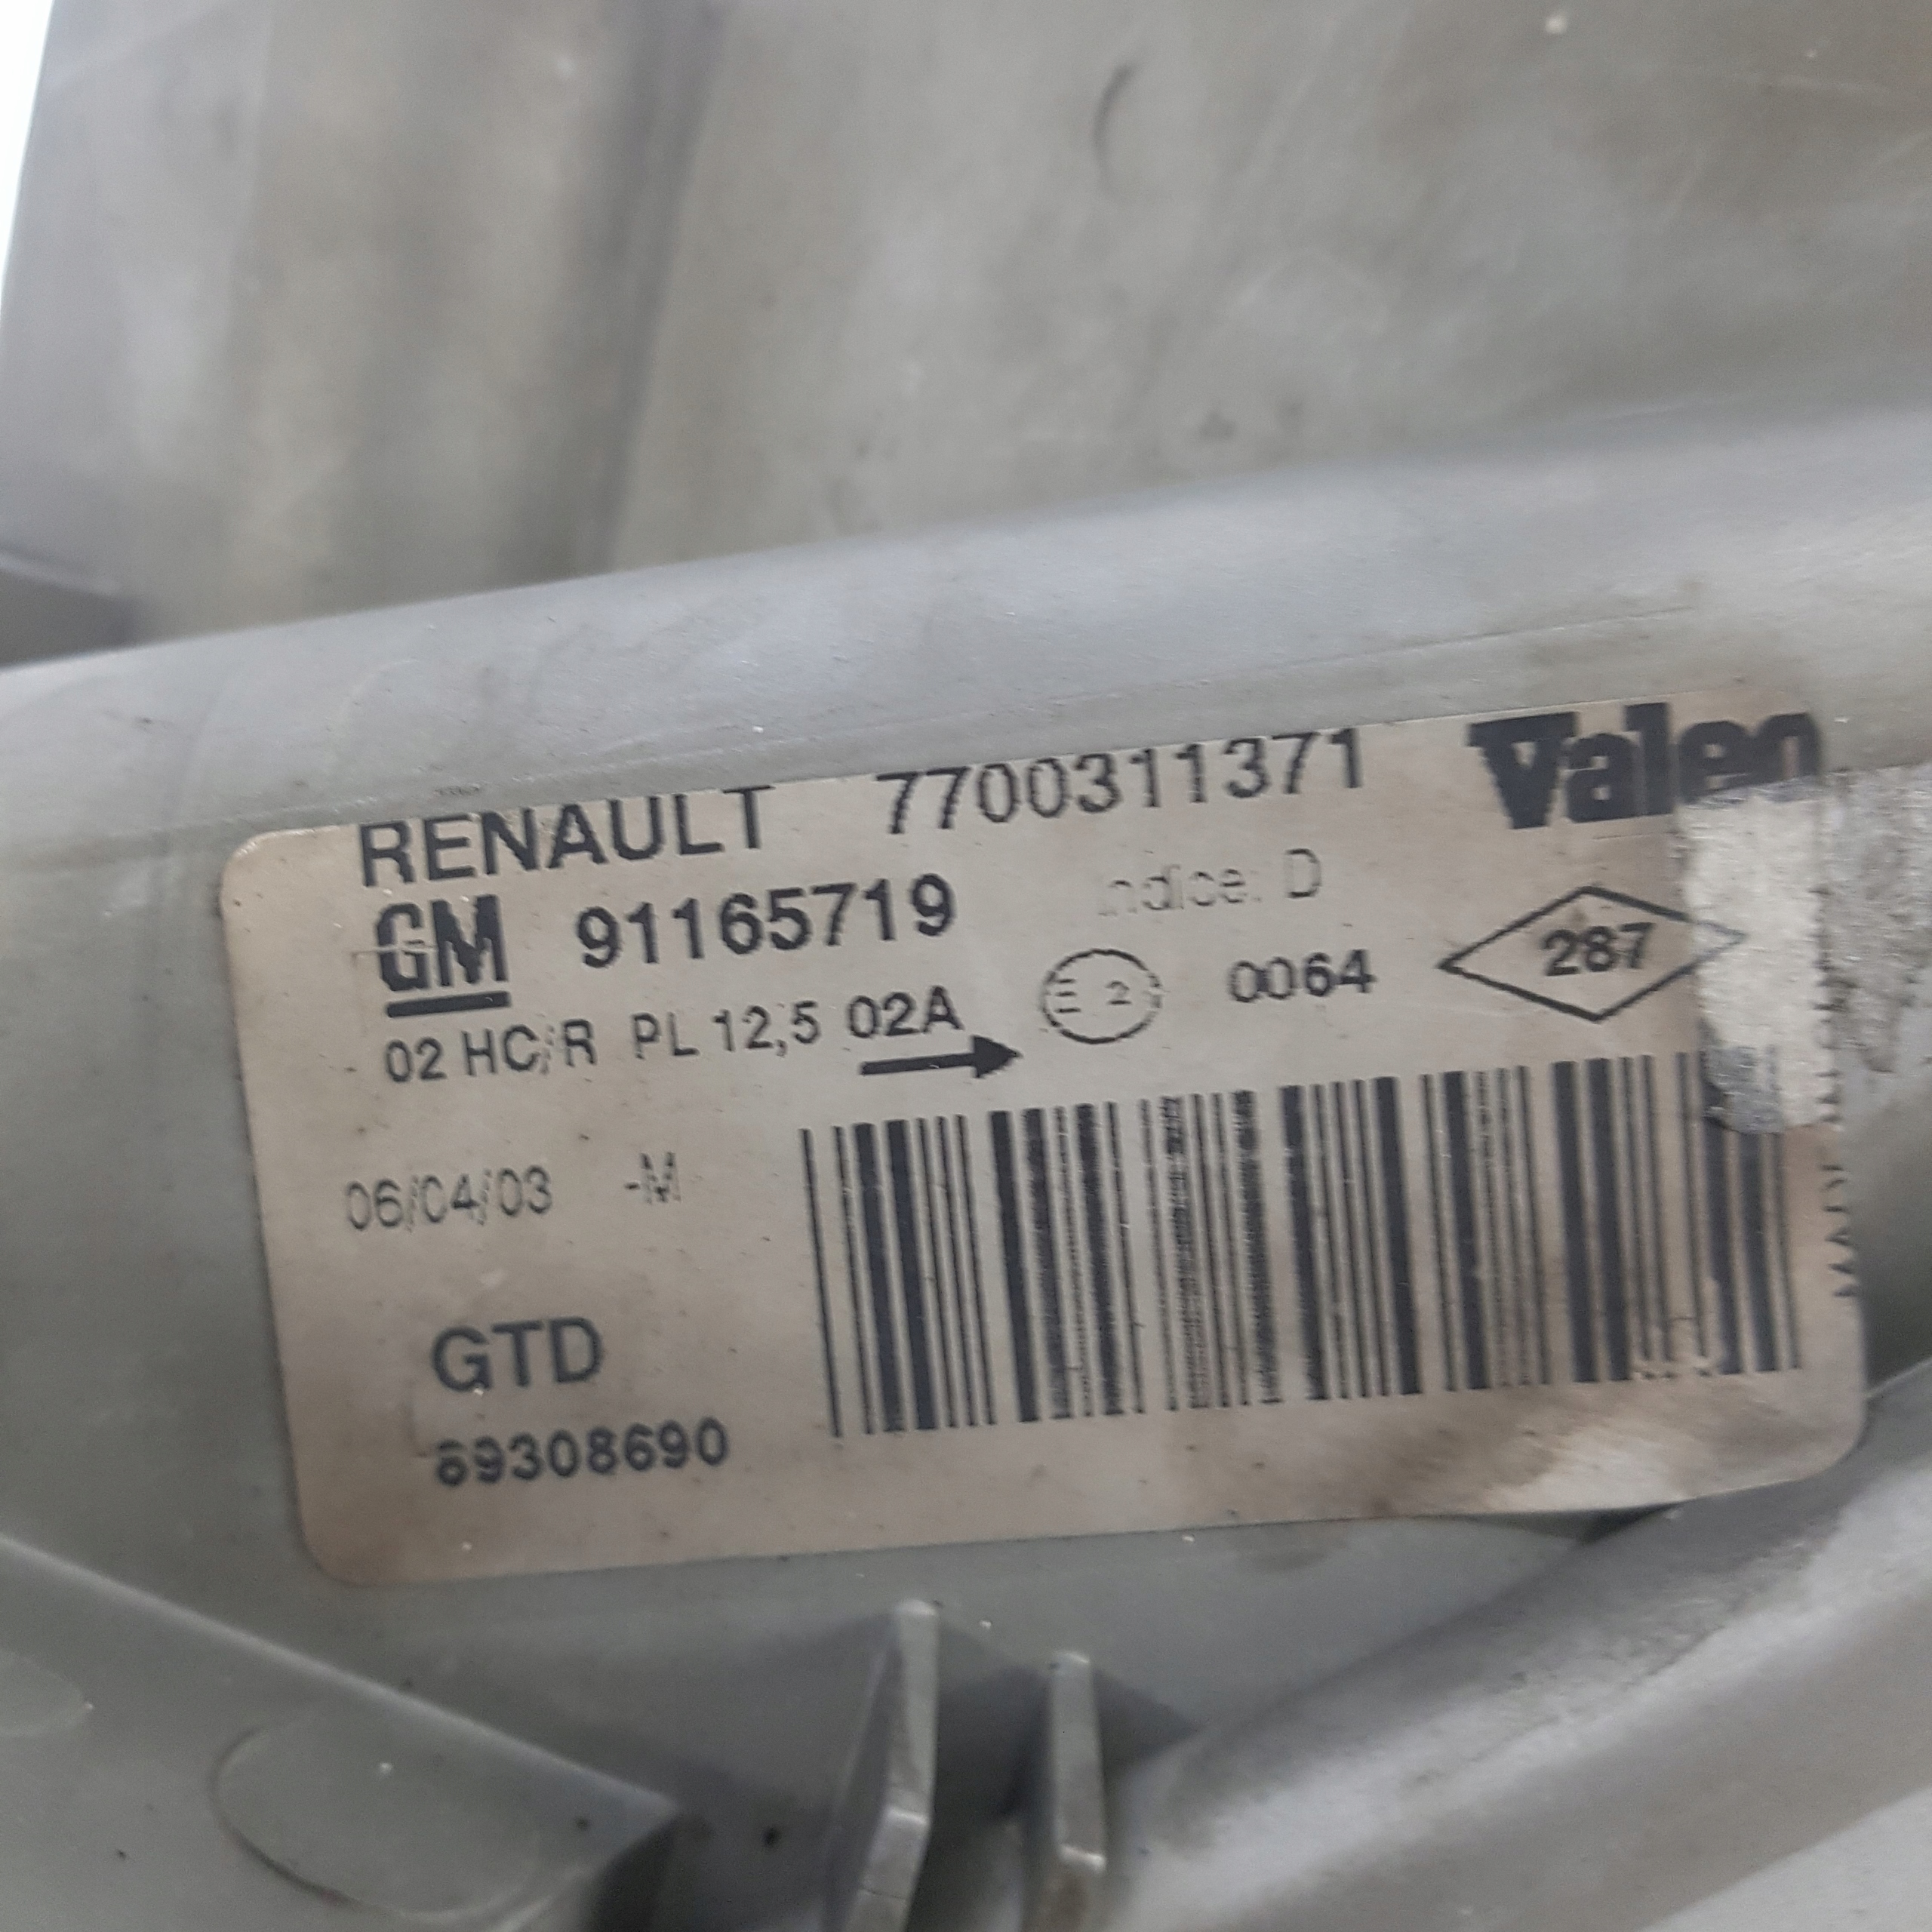 RENAULT 7700311371 Valeo
GM 91165719 Indice: D
02 HC/R PL 12,5 02A E 2 0064 287
06/04/03 -M
GTD
89308690